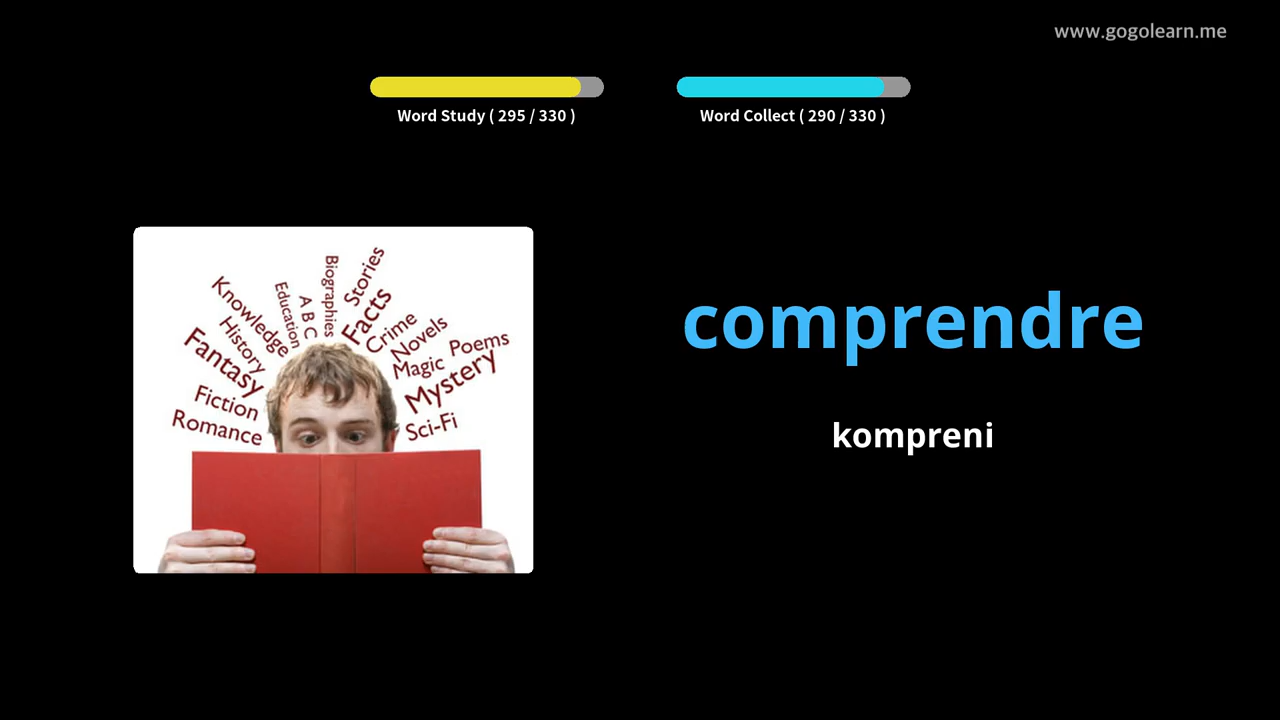 www.gogolearn.me
Word Study ( 295 / 330 )
Word Collect ( 290 / 330 )
Knowledge
Education
A B C
Biographies
Stories
Facts
Crime
Novels
Poems
History
Fantasy
Magic
Mystery
Fiction
Romance
Sci-Fi
comprendre
kompreni